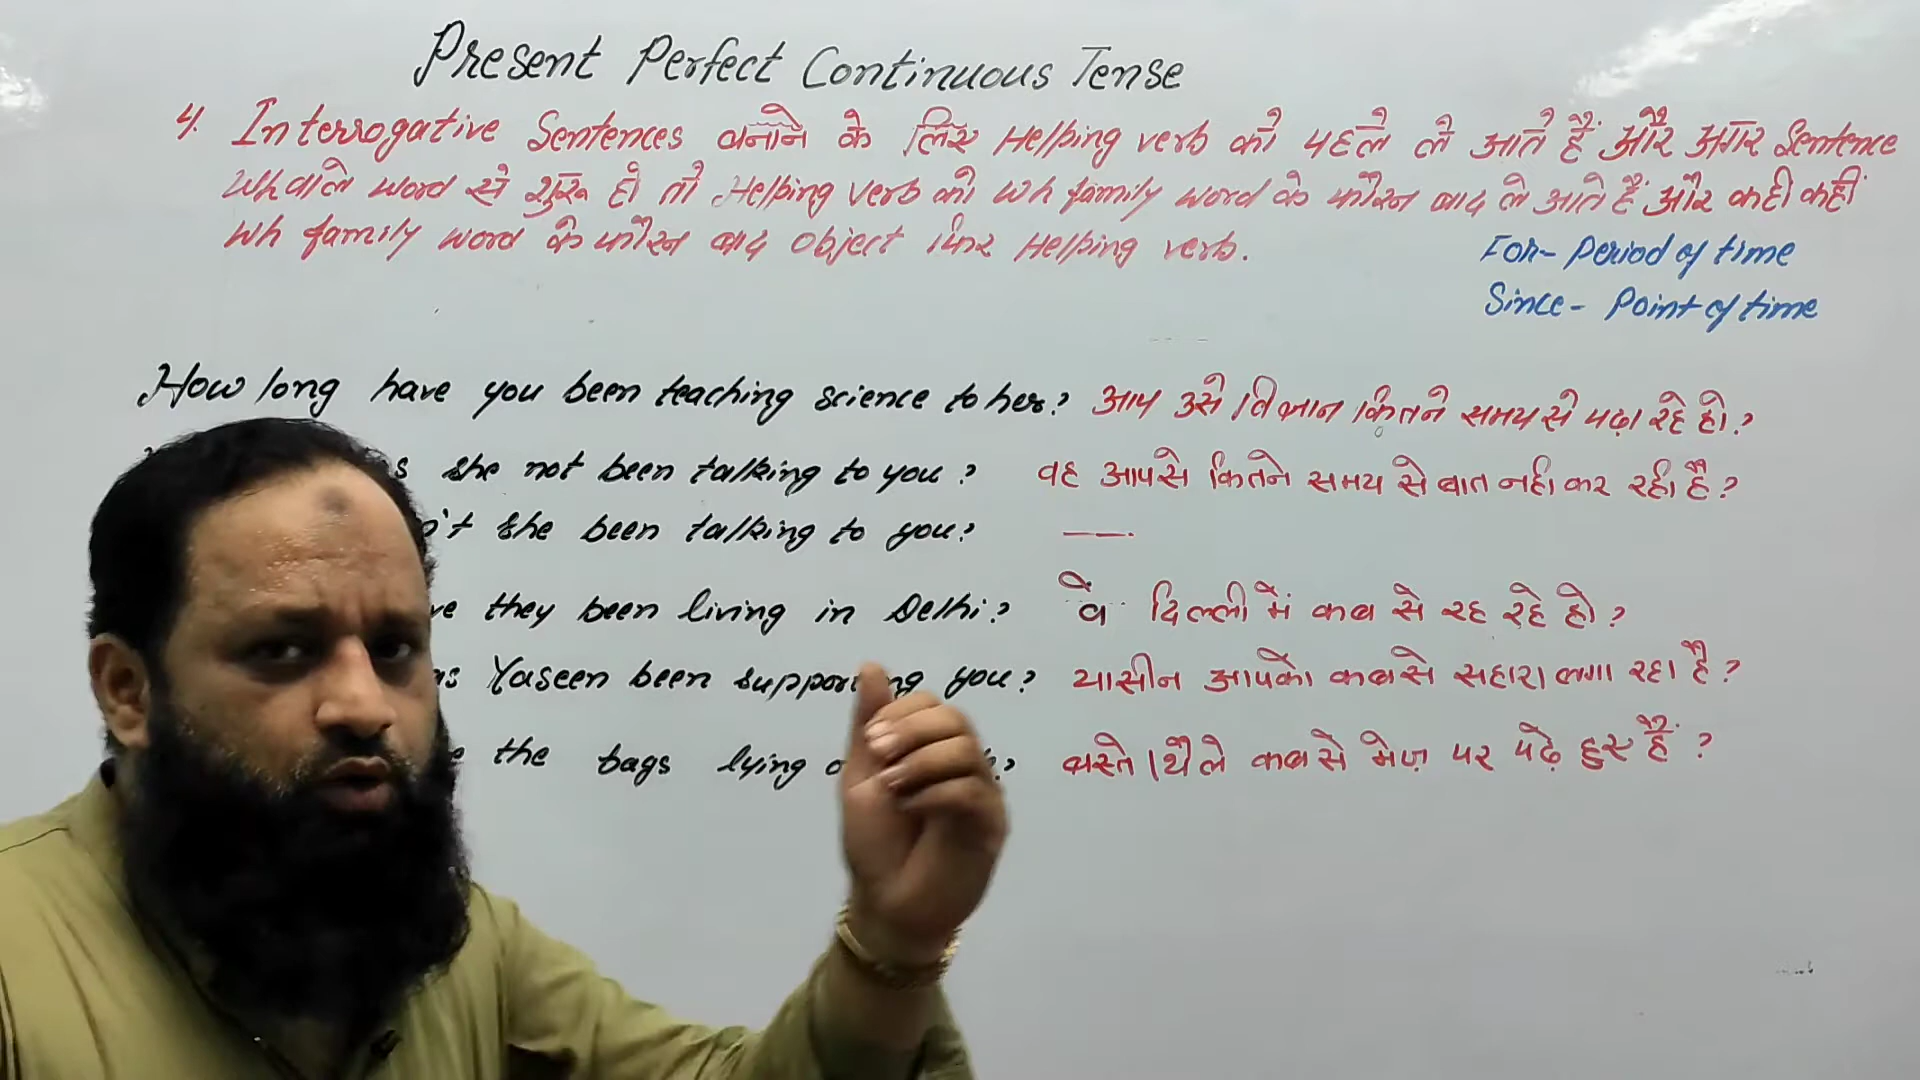 Present Perfect Continuous Tense
4. Interrogative Sentences बनाने के लिए Helping verb को पहले ले आते हैं और अगर Sentence
Wh वाले word से शुरू हो तो Helping verb को Wh family word के फौरन बाद ले आते हैं और कही कहीं
Wh family word के फौरन बाद object फिर Helping verb.
For- Period of time
Since- Point of time
How long have you been teaching science to her? आप उसे विज्ञान कितने समय से पढ़ा रहे हो?
she not been talking to you? वह आपसे कितने समय से बात नहीं कर रही है?
she been talking to you?
they been living in Delhi? वे दिल्ली में कब से रह रहे हो?
Yaseen been supporting you? यासीन आपको कबसे सहारा लगा रहा है?
the bags lying बस्ते/थैले कबसे मेज़ पर पढ़े हुए हैं?